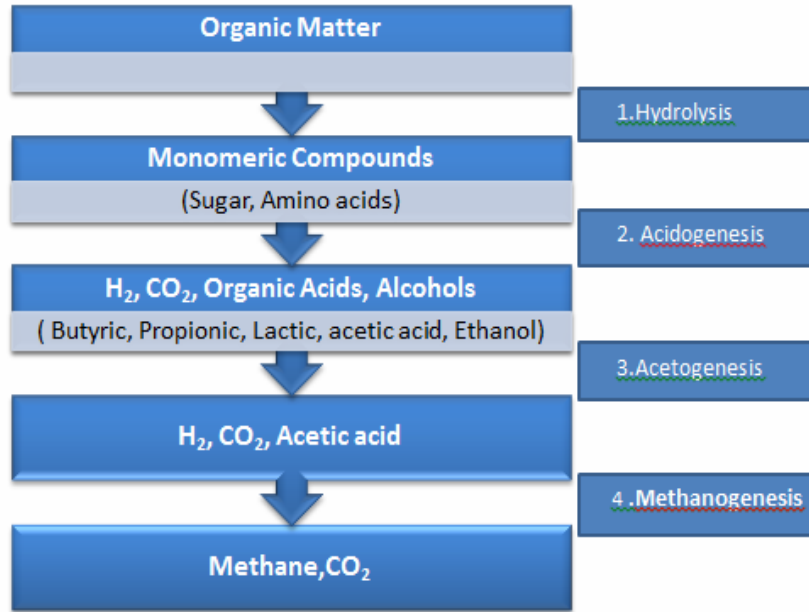 Organic Matter
1.Hydrolysis
Monomeric Compounds
(Sugar, Amino acids)
2. Acidogenesis
H₂, CO₂, Organic Acids, Alcohols
( Butyric, Propionic, Lactic, acetic acid, Ethanol)
3.Acetogenesis
H₂, CO₂, Acetic acid
4 .Methanogenesis
Methane,CO₂